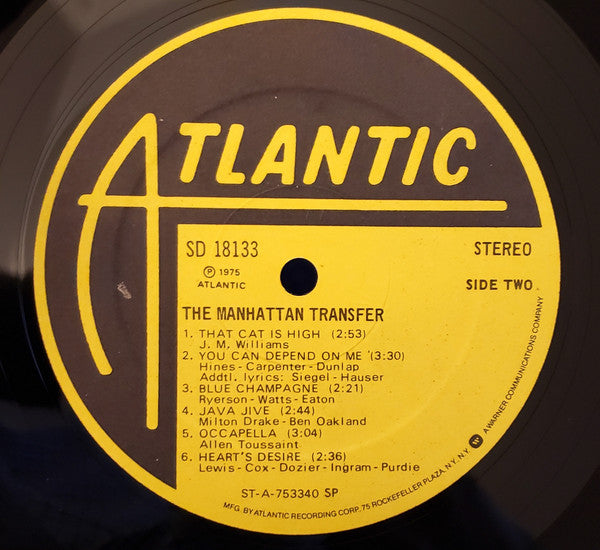 ATLANTIC
SD 18133
STEREO
Ⓟ 1975
ATLANTIC
SIDE TWO
THE MANHATTAN TRANSFER
1. THAT CAT IS HIGH (2:53)
J. M. Williams
2. YOU CAN DEPEND ON ME (3:30)
Hines - Carpenter - Dunlap
Addtl. lyrics: Siegel - Hauser
3. BLUE CHAMPAGNE (2:21)
Ryerson - Watts - Eaton
4. JAVA JIVE (2:44)
Milton Drake - Ben Oakland
5. OCCAPELLA (3:04)
Allen Toussaint
6. HEART'S DESIRE (2:36)
Lewis - Cox - Dozier - Ingram - Purdie
ST-A-753340 SP
MFG. BY ATLANTIC RECORDING CORP. 75 ROCKEFELLER PLAZA, N.Y. N.Y. W A WARNER COMMUNICATIONS COMPANY